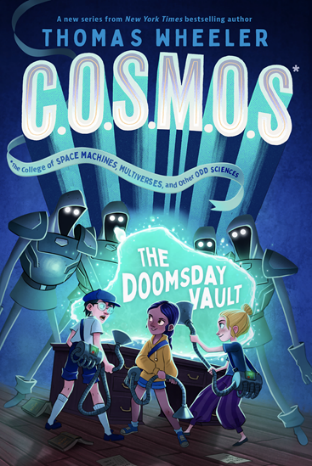 A new series from New York Times bestselling author
THOMAS WHEELER
C.O.S.M.O.S*
*the College of SPACE MACHINES, MULTIVERSES, and Other ODD SCIENCES
THE
DOOMSDAY
VAULT